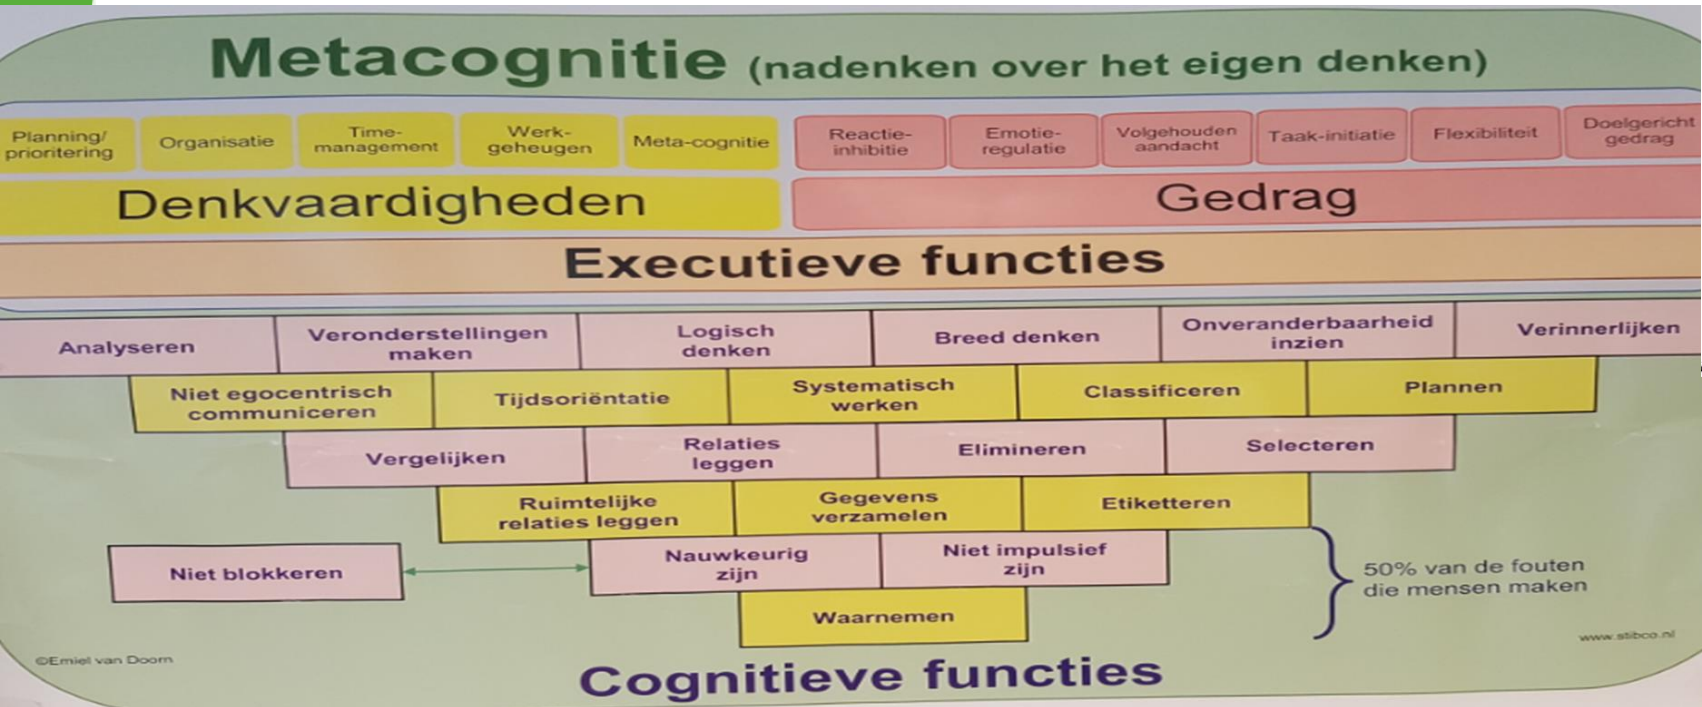 Metacognitie (nadenken over het eigen denken)
Planning/
prioritering
Organisatie
Time-
management
Werk-
geheugen
Meta-cognitie
Reactie-
inhibitie
Emotie-
regulatie
Volgehouden
aandacht
Taak-initiatie
Flexibiliteit
Doelgericht
gedrag
Denkvaardigheden
Gedrag
Executieve functies
Analyseren
Veronderstellingen
maken
Logisch
denken
Breed denken
Onveranderbaarheid
inzien
Verinnerlijken
Niet egocentrisch
communiceren
Tijdsoriëntatie
Systematisch
werken
Classificeren
Plannen
Vergelijken
Relaties
leggen
Elimineren
Selecteren
Ruimtelijke
relaties leggen
Gegevens
verzamelen
Etiketteren
Niet blokkeren
Nauwkeurig
zijn
Niet impulsief
zijn
50% van de fouten
die mensen maken
Waarnemen
©Emiel van Doorn
www.stibco.nl
Cognitieve functies